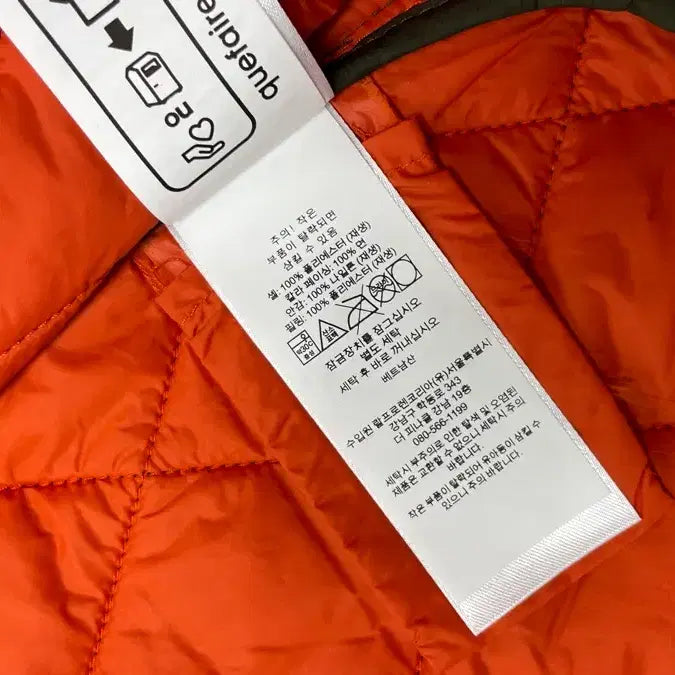 quefaire
주의! 작은
부품이 탈락되면
삼킬 수 있음
셸: 100% 폴리에스터 (재생)
칼라 페이싱: 100% 면
안감: 100% 나일론 (재생)
필링: 100% 폴리에스터 (재생)
잠금장치를 잠그십시오
별도 세탁
세탁 후 바로 꺼내십시오
베트남산
수입원 랄프로렌코리아(유)서울특별시
강남구 학동로 343
더 피나클 강남 19층
080-566-1199
세탁시 부주의로 인한 탈색 및 오염된
제품은 교환할 수 없으니 세탁시 주의
바랍니다.
작은 부품이 탈락되어 유아동이 삼킬 수
있으니 주의 바랍니다